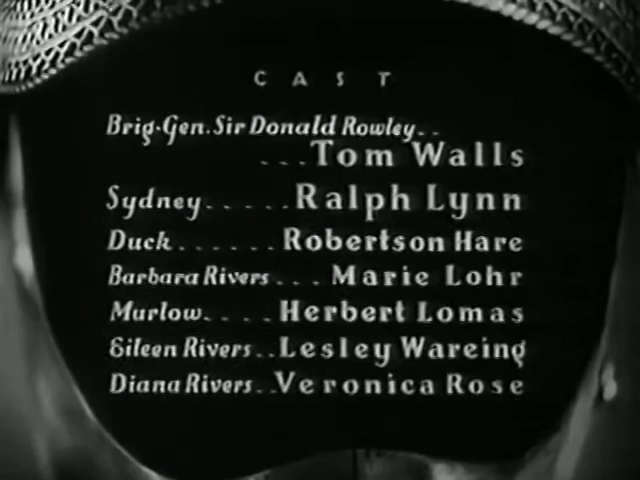 CAST
Brig-Gen. Sir Donald Rowley..
...Tom Walls
Sydney.....Ralph Lynn
Duck......Robertson Hare
Barbara Rivers...Marie Lohr
Murlow....Herbert Lomas
Eileen Rivers..Lesley Wareing
Diana Rivers..Veronica Rose